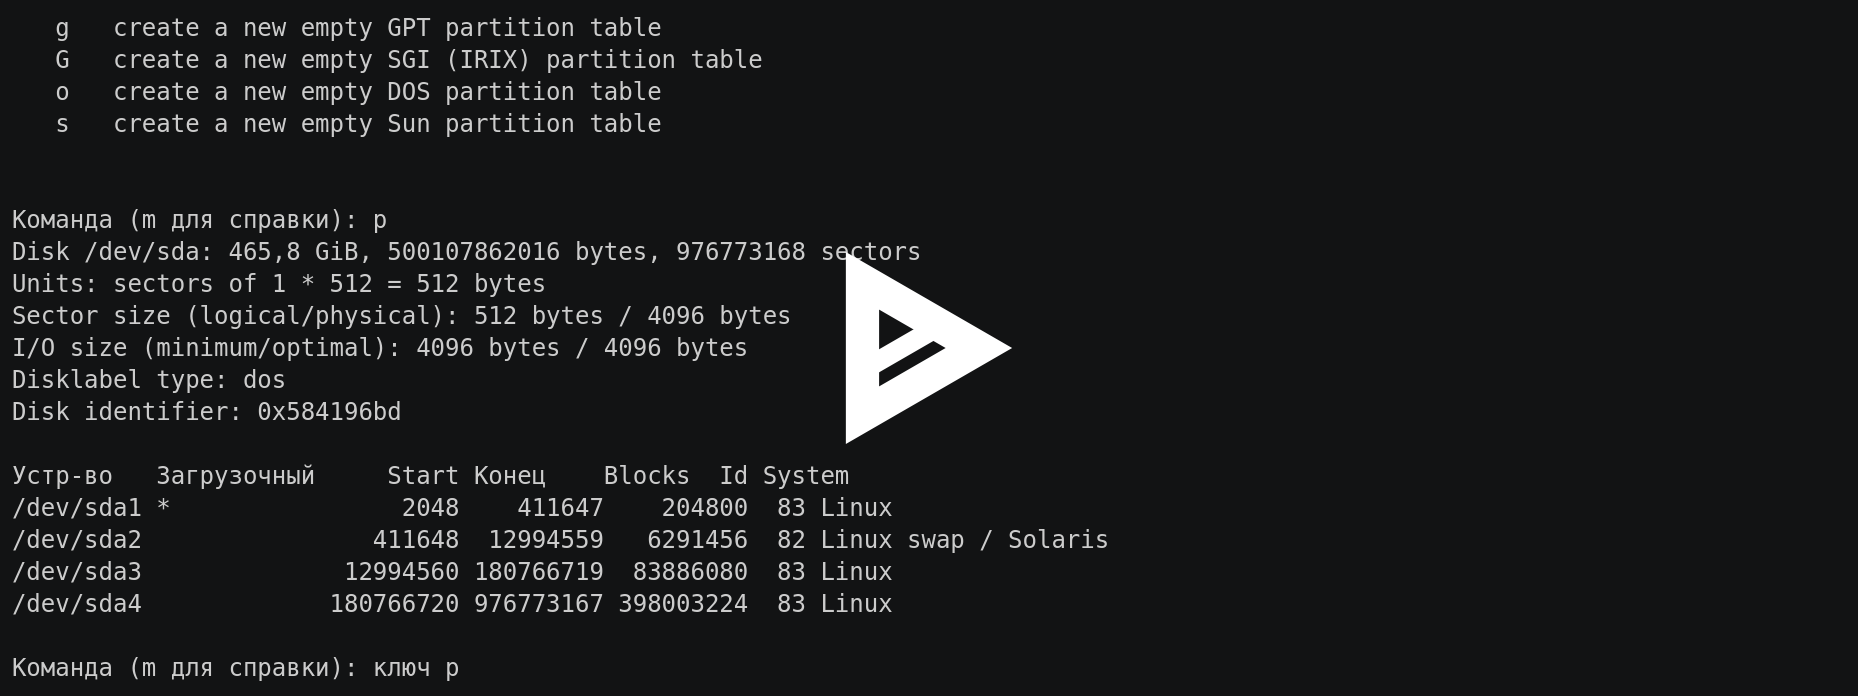 g   create a new empty GPT partition table
G   create a new empty SGI (IRIX) partition table
o   create a new empty DOS partition table
s   create a new empty Sun partition table
Команда (m для справки): p
Disk /dev/sda: 465,8 GiB, 500107862016 bytes, 976773168 sectors
Units: sectors of 1 * 512 = 512 bytes
Sector size (logical/physical): 512 bytes / 4096 bytes
I/O size (minimum/optimal): 4096 bytes / 4096 bytes
Disklabel type: dos
Disk identifier: 0x584196bd
Устр-во   Загрузочный     Start Конец    Blocks  Id System
/dev/sda1 *                2048    411647    204800  83 Linux
/dev/sda2                411648  12994559   6291456  82 Linux swap / Solaris
/dev/sda3              12994560 180766719  83886080  83 Linux
/dev/sda4             180766720 976773167 398003224  83 Linux
Команда (m для справки): ключ p